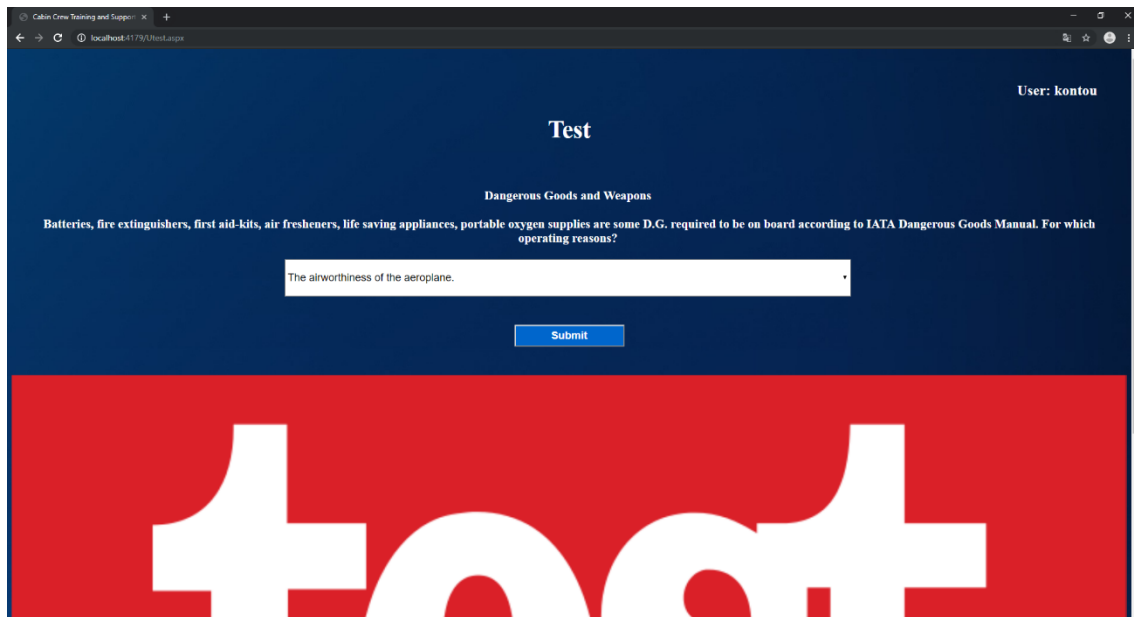 Cabin Crew Training and Support
localhost:4179/Utest.aspx
User: kontou
Test
Dangerous Goods and Weapons
Batteries, fire extinguishers, first aid-kits, air fresheners, life saving appliances, portable oxygen supplies are some D.G. required to be on board according to IATA Dangerous Goods Manual. For which
operating reasons?
The airworthiness of the aeroplane.
Submit
test